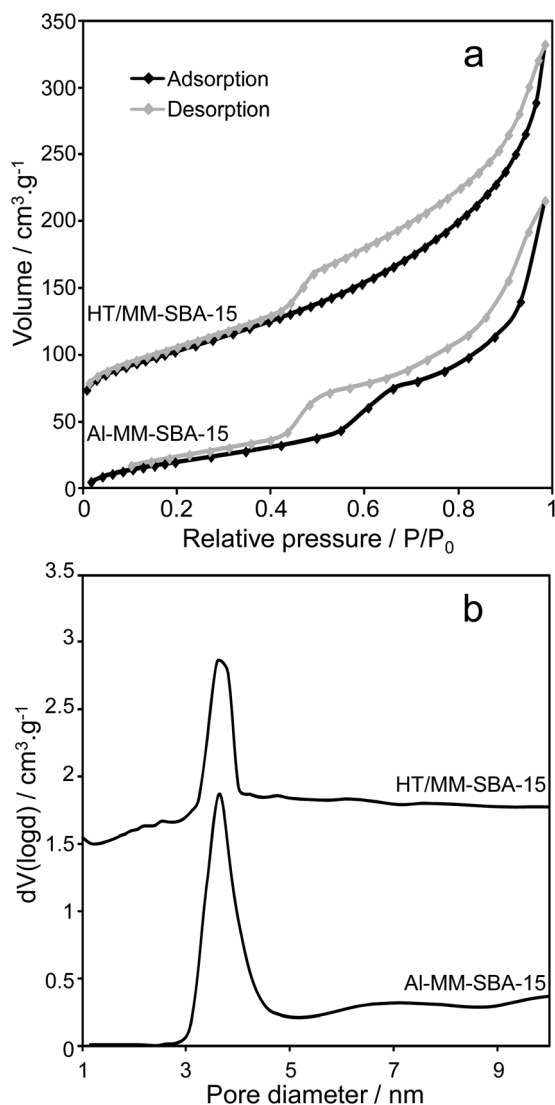 a
350
300
250
200
150
100
50
0
Volume / cm³.g⁻¹
Adsorption
Desorption
HT/MM-SBA-15
Al-MM-SBA-15
0 0.2 0.4 0.6 0.8 1
Relative pressure / P/P₀
b
3.5
3
2.5
2
1.5
1
0.5
0
dV(logd) / cm³.g⁻¹
HT/MM-SBA-15
Al-MM-SBA-15
1 3 5 7 9
Pore diameter / nm